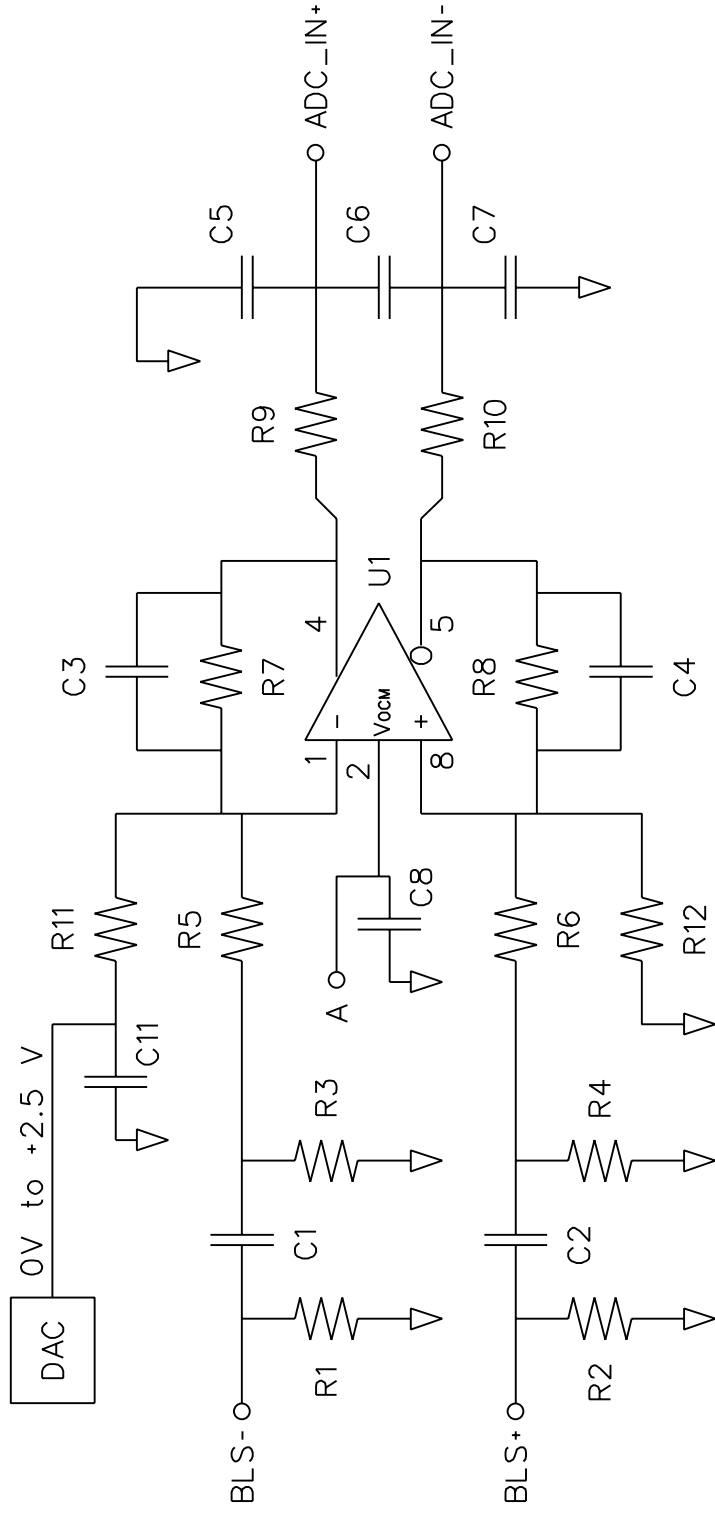 DAC
0V to +2.5 V
C11
R11
C3
R7
BLS-
R1
C1
R3
R5
A
C8
1
2
8
-
VOCM
+
4
5
U1
R9
R10
C5
C6
C7
ADC_IN+
ADC_IN-
BLS+
R2
C2
R4
R6
R12
R8
C4